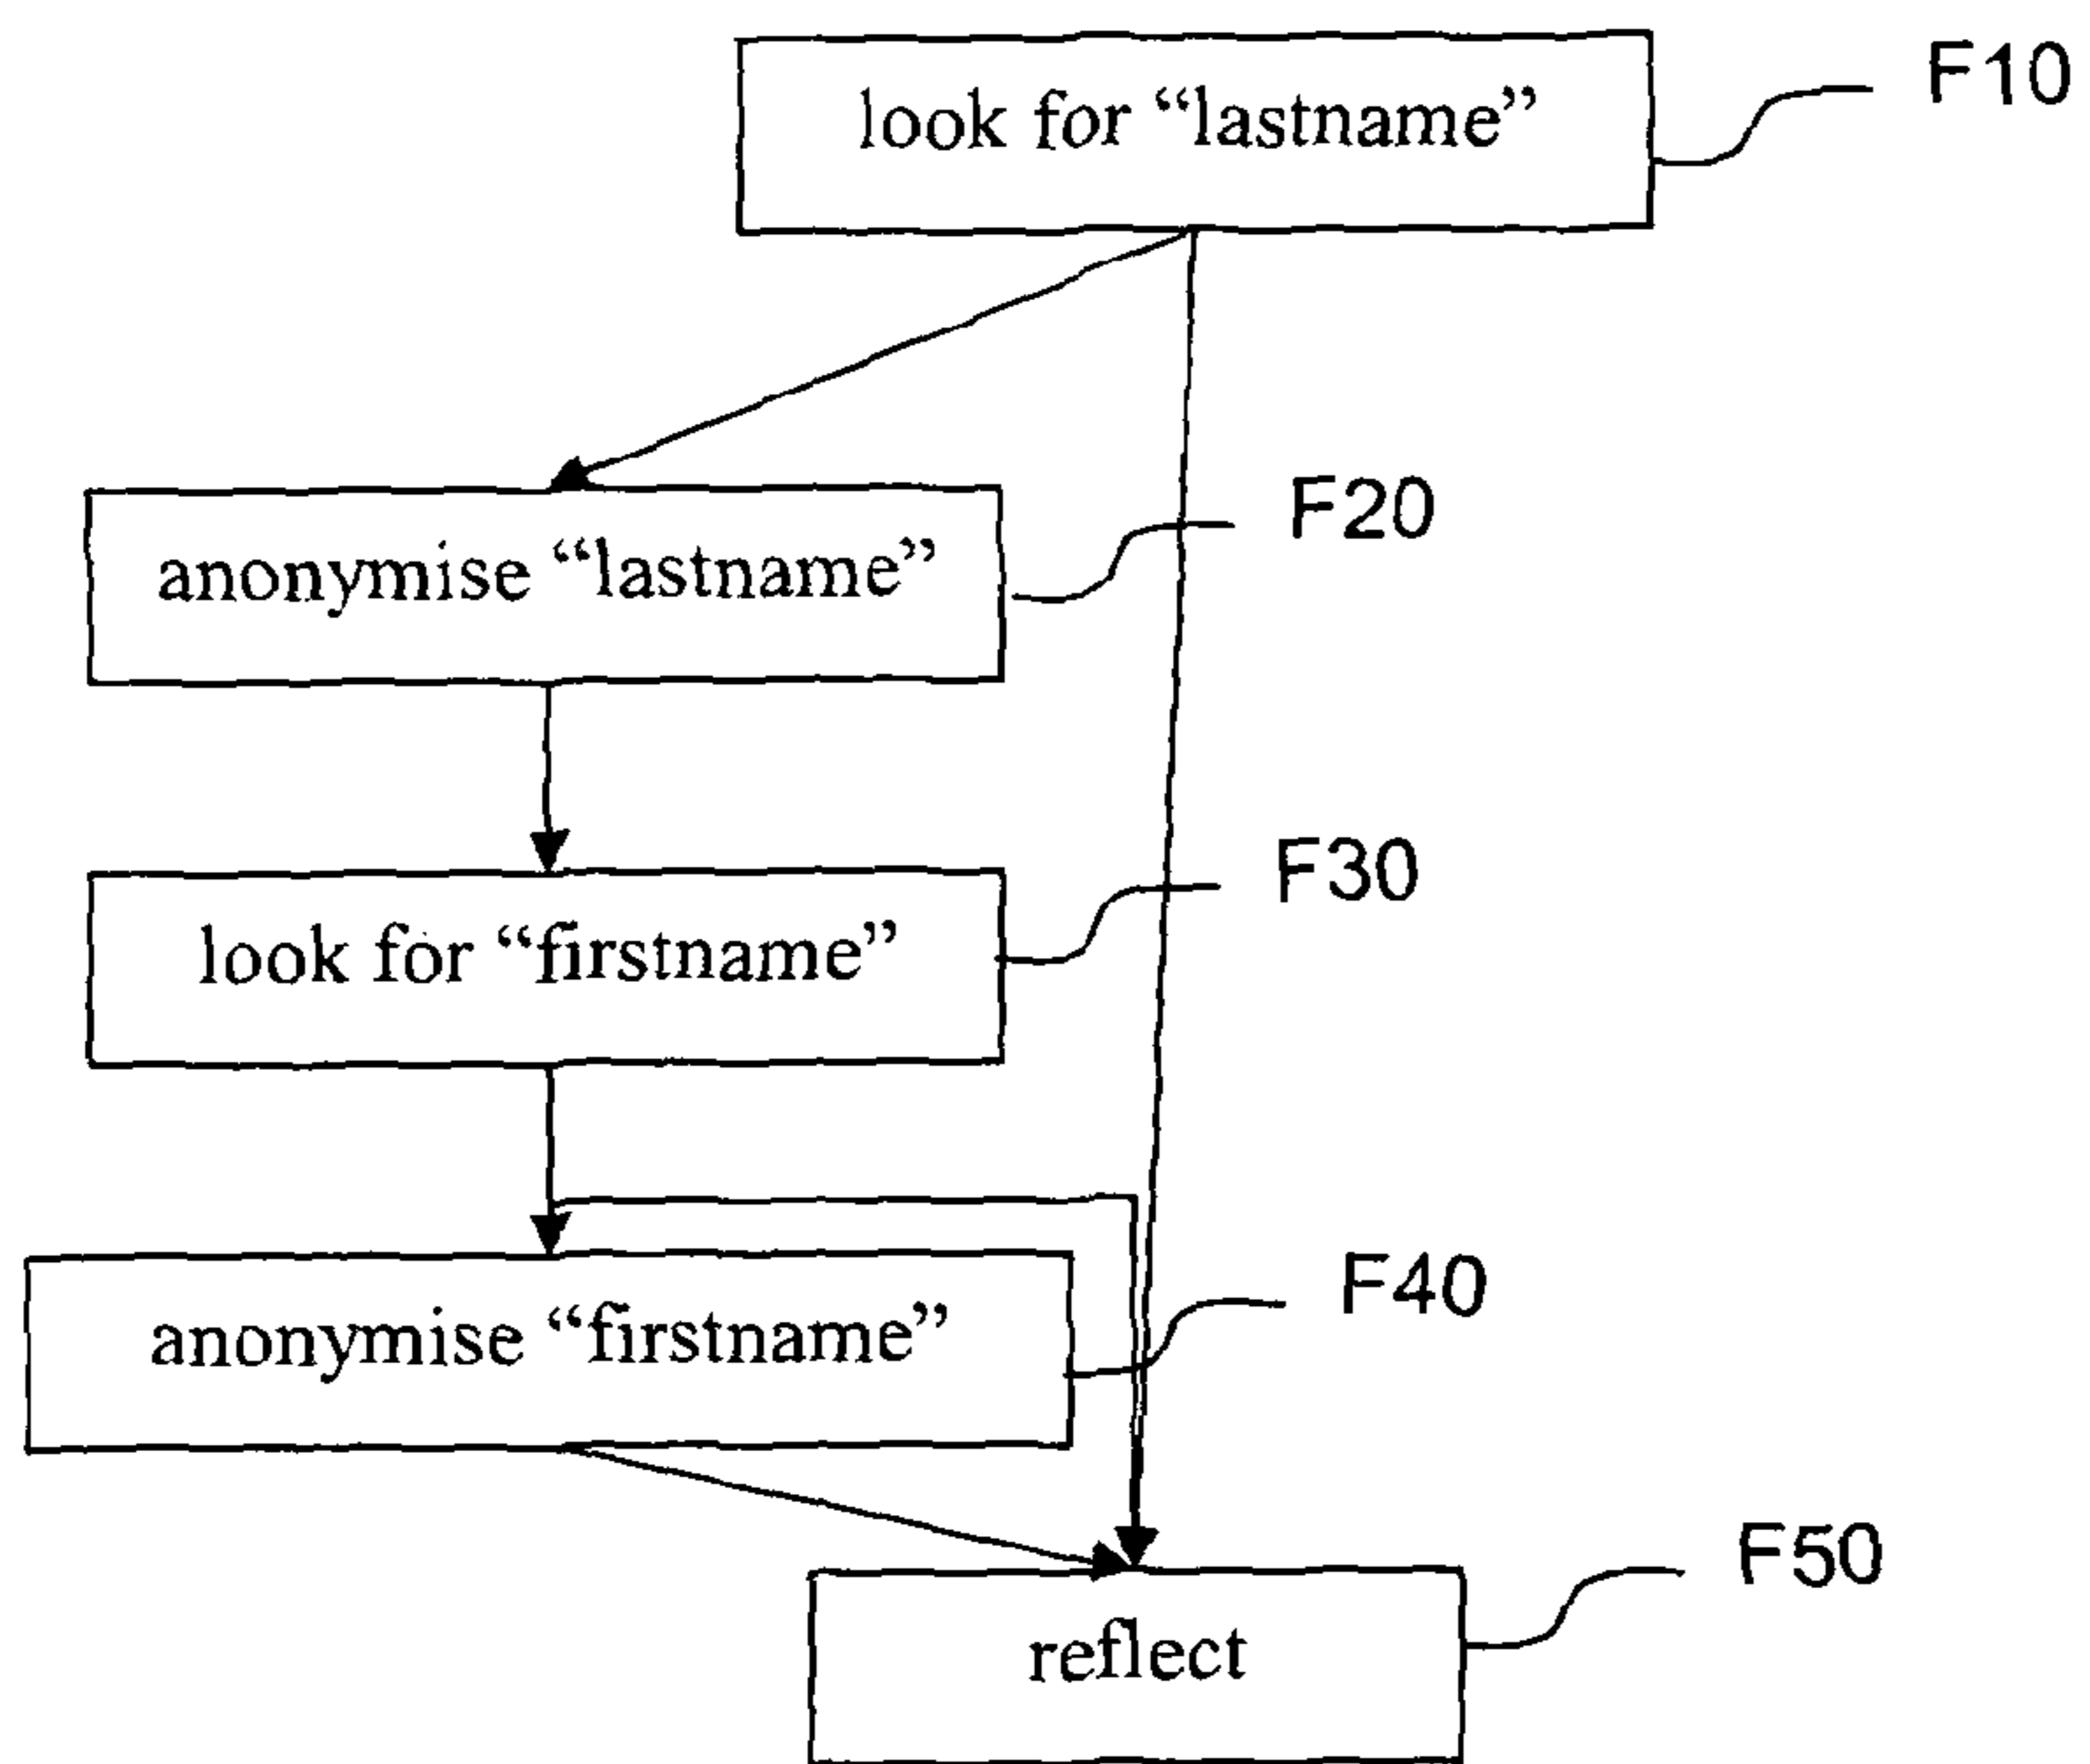 look for “lastname”
F10
anonymise “lastname”
F20
look for “firstname”
F30
anonymise “firstname”
F40
reflect
F50